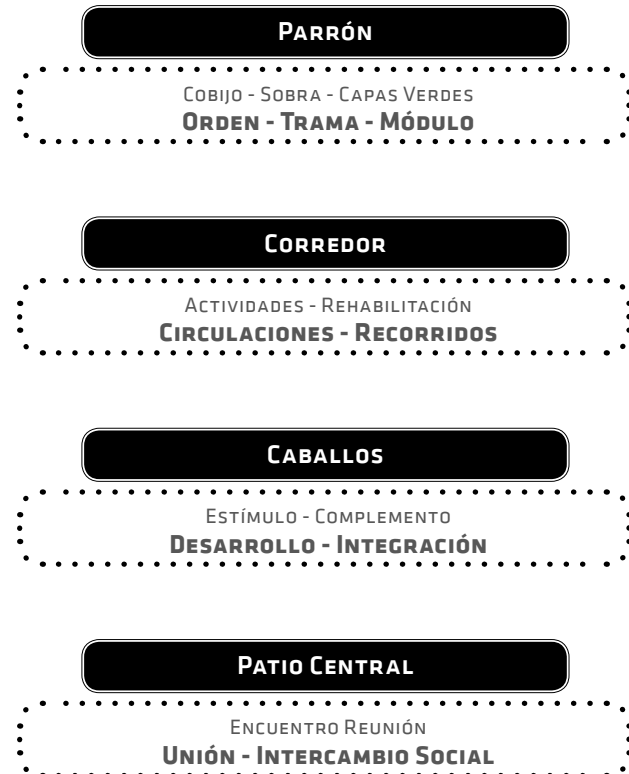 Parrón
Cobijo - Sobra - Capas Verdes
Orden - Trama - Módulo
Corredor
Actividades - Rehabilitación
Circulaciones - Recorridos
Caballos
Estímulo - Complemento
Desarrollo - Integración
Patio Central
Encuentro Reunión
Unión - Intercambio Social